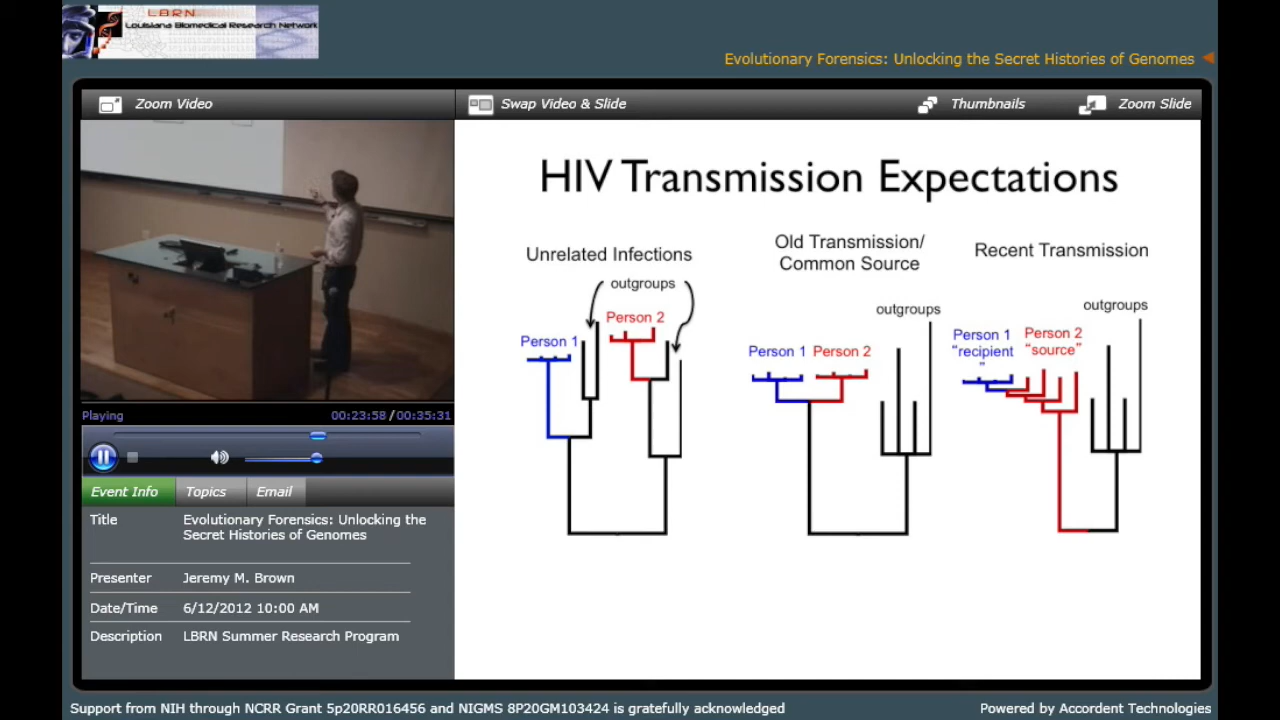 LBRN
Louisiana Biomedical Research Network
Evolutionary Forensics: Unlocking the Secret Histories of Genomes
Zoom Video
Swap Video & Slide
Thumbnails
Zoom Slide
HIV Transmission Expectations
Unrelated Infections
outgroups
Person 1
Person 2
Old Transmission/
Common Source
outgroups
Person 1
Person 2
Recent Transmission
outgroups
Person 1
"recipient
"
Person 2
"source"
Playing
00:23:58 / 00:35:31
Event Info
Topics
Email
Title
Evolutionary Forensics: Unlocking the
Secret Histories of Genomes
Presenter
Jeremy M. Brown
Date/Time
6/12/2012 10:00 AM
Description
LBRN Summer Research Program
Support from NIH through NCRR Grant 5p20RR016456 and NIGMS 8P20GM103424 is gratefully acknowledged
Powered by Accordent Technologies